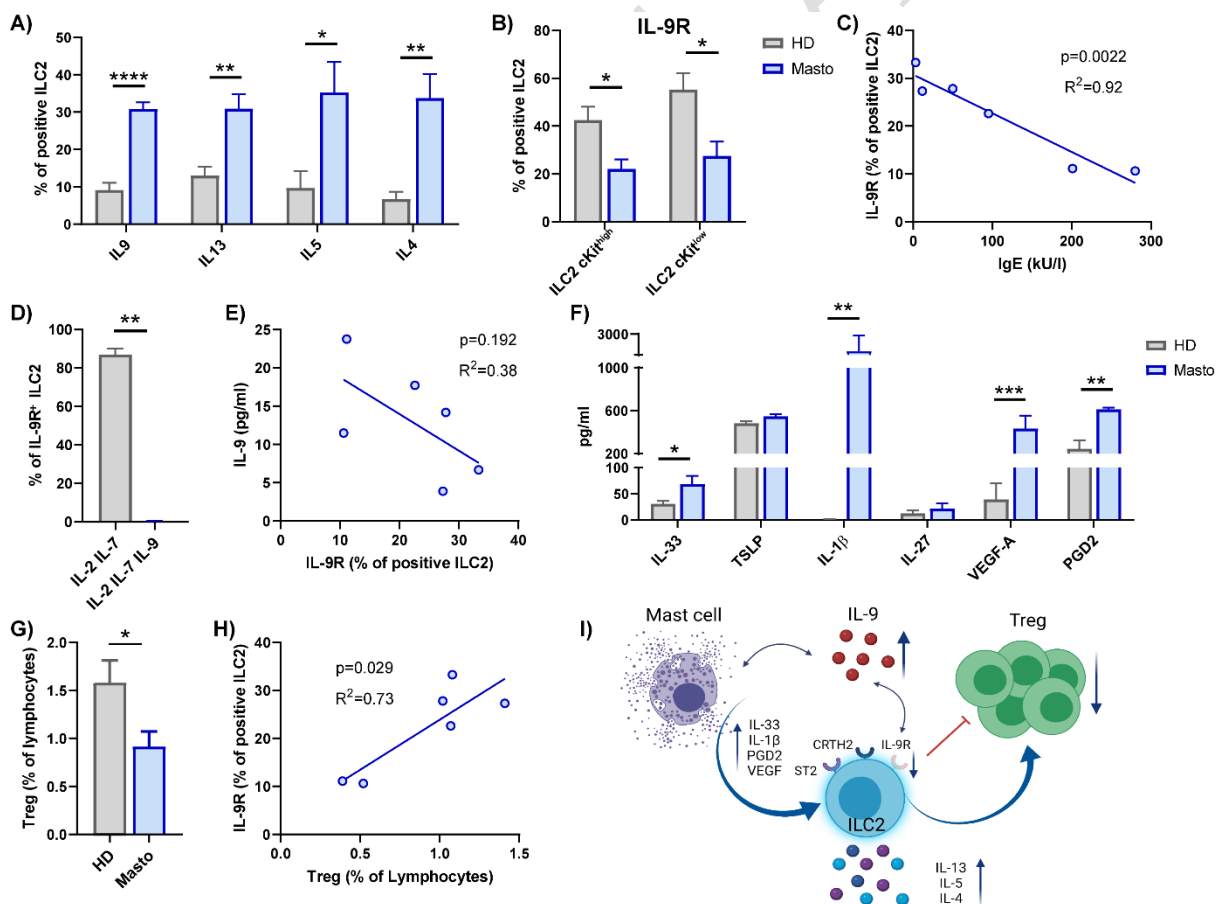 A)
% of positive ILC2
50
40
30
20
10
0
****
**
*
**
IL9
IL13
IL5
IL4
B)
IL-9R
% of positive ILC2
80
60
40
20
0
*
*
ILC2 cKit^high
ILC2 cKit^low
HD
Masto
C)
IL-9R (% of positive ILC2)
40
30
20
10
0
p=0.0022
R²=0.92
0
100
200
300
IgE (kU/l)
D)
% of IL-9R⁺ ILC2
100
80
60
40
20
0
**
IL-2 IL-7
IL-2 IL-7 IL-9
E)
IL-9 (pg/ml)
25
20
15
10
5
0
p=0.192
R²=0.38
0
10
20
30
40
IL-9R (% of positive ILC2)
F)
pg/ml
3000
1000
600
200
100
50
0
*
**
***
**
IL-33
TSLP
IL-1β
IL-27
VEGF-A
PGD2
HD
Masto
G)
Treg (% of lymphocytes)
2.0
1.5
1.0
0.5
0.0
*
HD
Masto
H)
IL-9R (% of positive ILC2)
40
30
20
10
0
p=0.029
R²=0.73
0.0
0.5
1.0
1.5
Treg (% of Lymphocytes)
I)
Mast cell
IL-9
Treg
IL-33
IL-1β
PGD2
VEGF
CRTH2
IL-9R
ST2
ILC2
IL-13
IL-5
IL-4